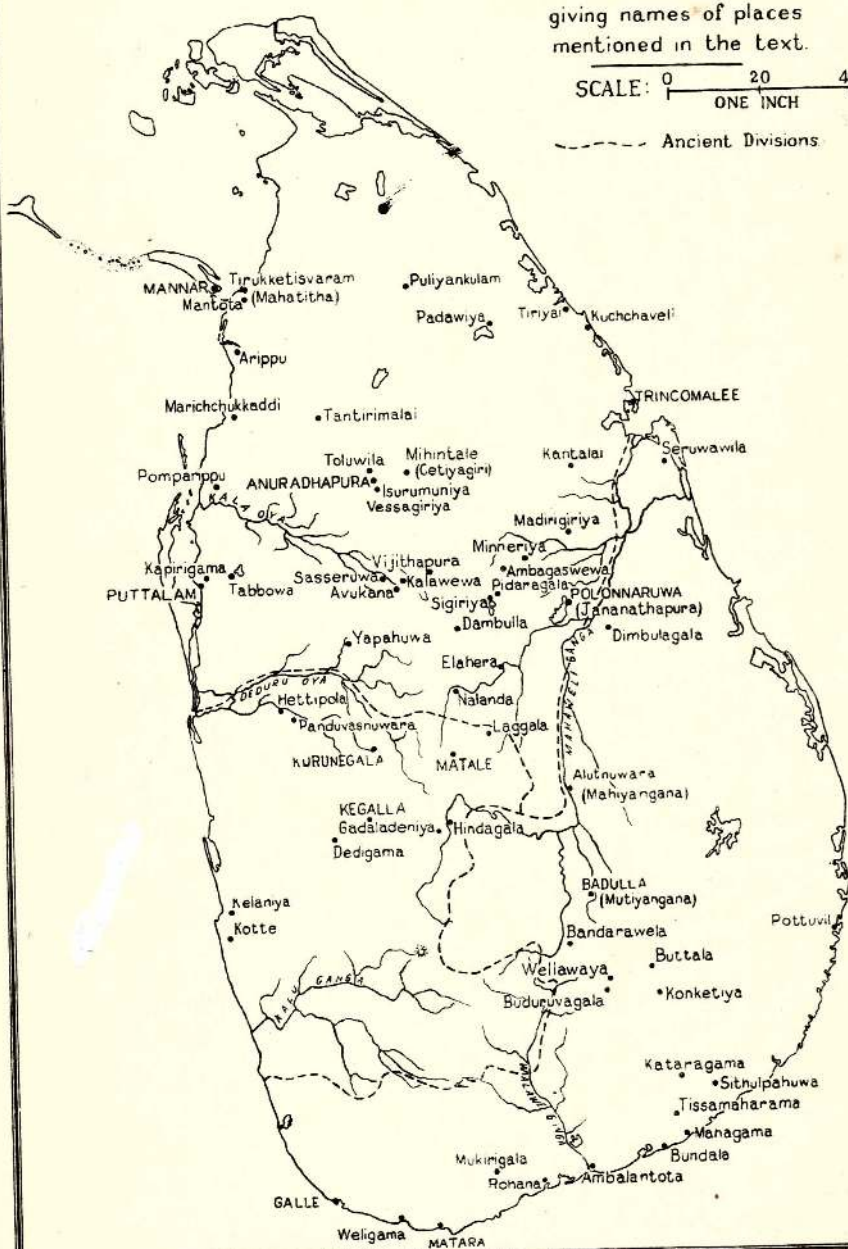 giving names of places
mentioned in the text.
SCALE: 0 20 4
ONE INCH
Ancient Divisions
MANNAR
Tirukketisvaram
(Mahatitha)
Mantota
Puliyankulam
Padawiya
Tiriyai
Kuchchaveli
Arippu
Marichchukkaddi
Tantirimalai
TRINCOMALEE
Toluwila
Mihintale
(Cetiyagiri)
Kantalai
Seruwawila
Pomparippu
ANURADHAPURA
Isurumuniya
Vessagiriya
KALA OYA
Madirigiriya
Minneriya
Vijithapura
Ambagaswewa
Kapirigama
Sasseruwa
Kalawewa
Pidaragala
PUTTALAM
Tabbowa
Avukana
Sigiriya
POLONNARUWA
(Jananathapura)
Dambulla
Dimbulagala
Yapahuwa
Elahera
MAHAWELI GANGA
DEDURU OYA
Nalanda
Hettipola
Panduvasnuwara
Laggala
KURUNEGALA
MATALE
Alutnuwara
(Mahiyangana)
KEGALLA
Gadaladeniya
Hindagala
Dedigama
BADULLA
(Mutiyangana)
Kelaniya
Kotte
Pottuvil
Bandarawela
Buttala
Wellawaya
KALU GANGA
Buduruvagala
Konketiya
Kataragama
Sithulpahuwa
Tissamaharama
Managama
Bundala
Mukirigala
Rohana
Ambalantota
GALLE
Weligama
MATARA